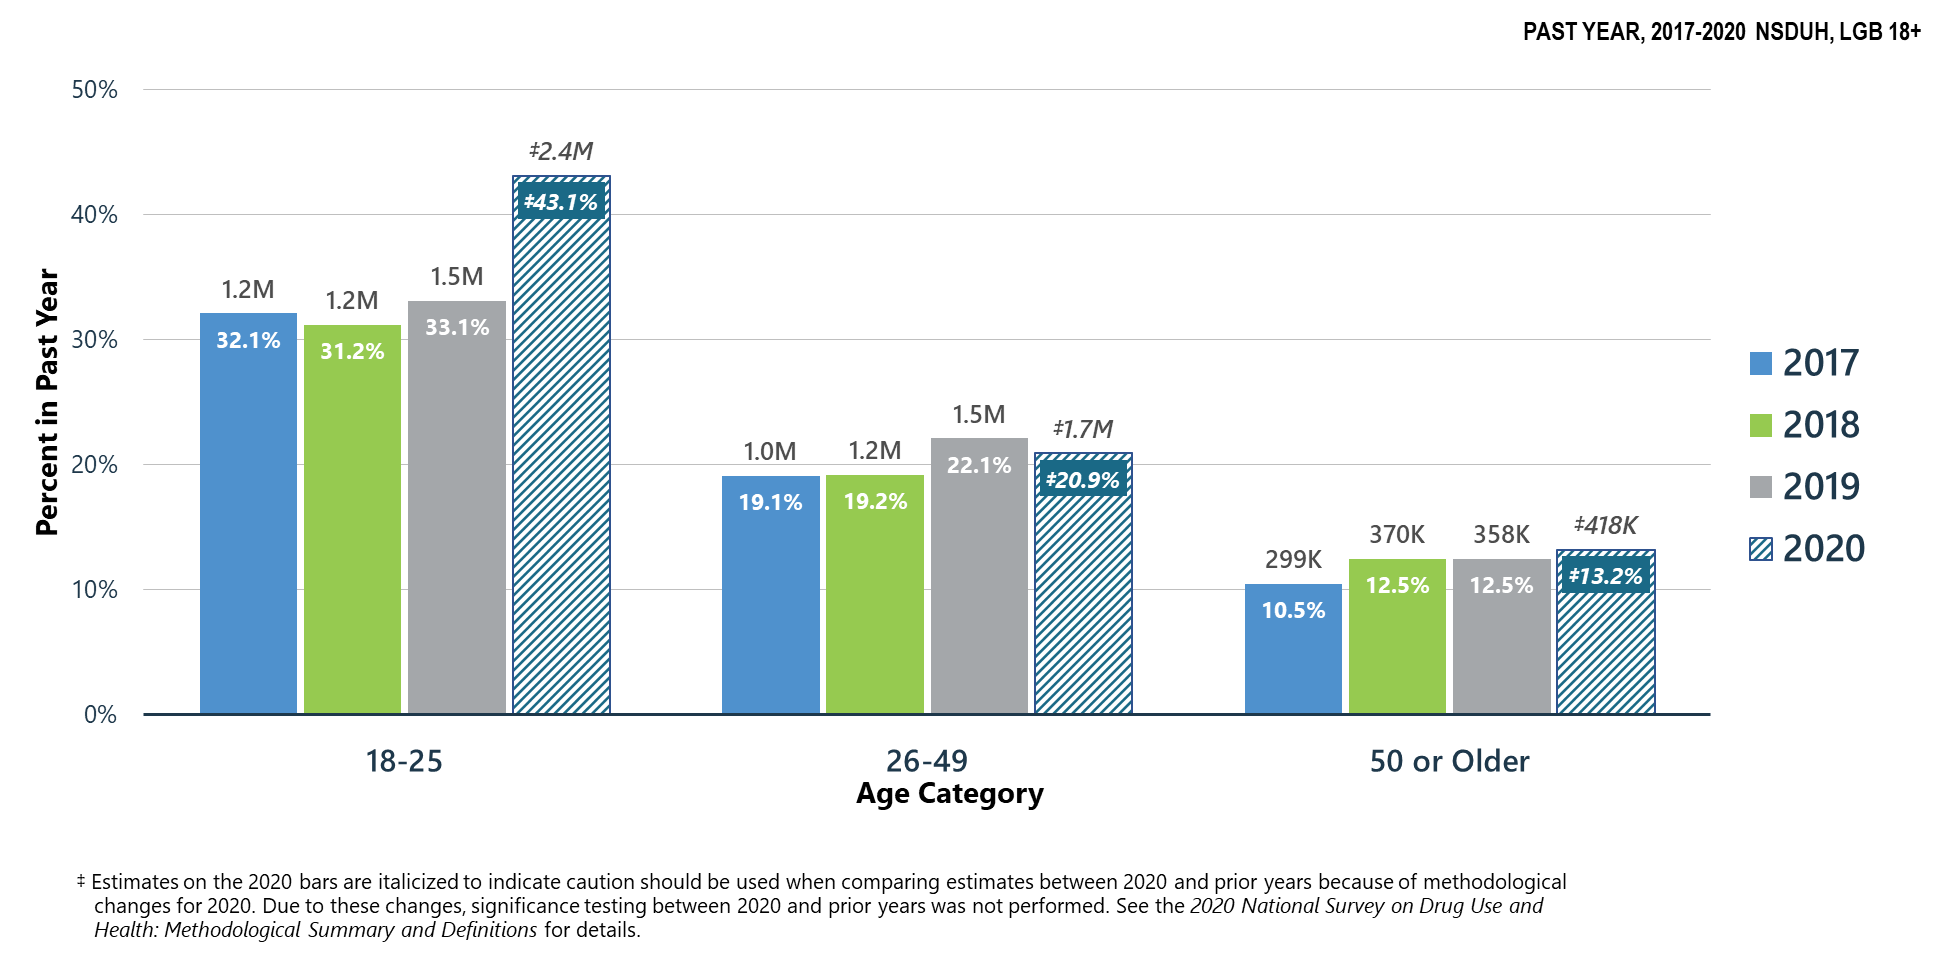 PAST YEAR, 2017-2020 NSDUH, LGB 18+
50%
40%
30%
20%
10%
0%
Percent in Past Year
1.2M
32.1%
1.2M
31.2%
1.5M
33.1%
‡2.4M
‡43.1%
1.0M
19.1%
1.2M
19.2%
1.5M
22.1%
‡1.7M
‡20.9%
299K
10.5%
370K
12.5%
358K
12.5%
‡418K
‡13.2%
2017
2018
2019
2020
18-25
26-49
50 or Older
Age Category
‡ Estimates on the 2020 bars are italicized to indicate caution should be used when comparing estimates between 2020 and prior years because of methodological
changes for 2020. Due to these changes, significance testing between 2020 and prior years was not performed. See the 2020 National Survey on Drug Use and
Health: Methodological Summary and Definitions for details.